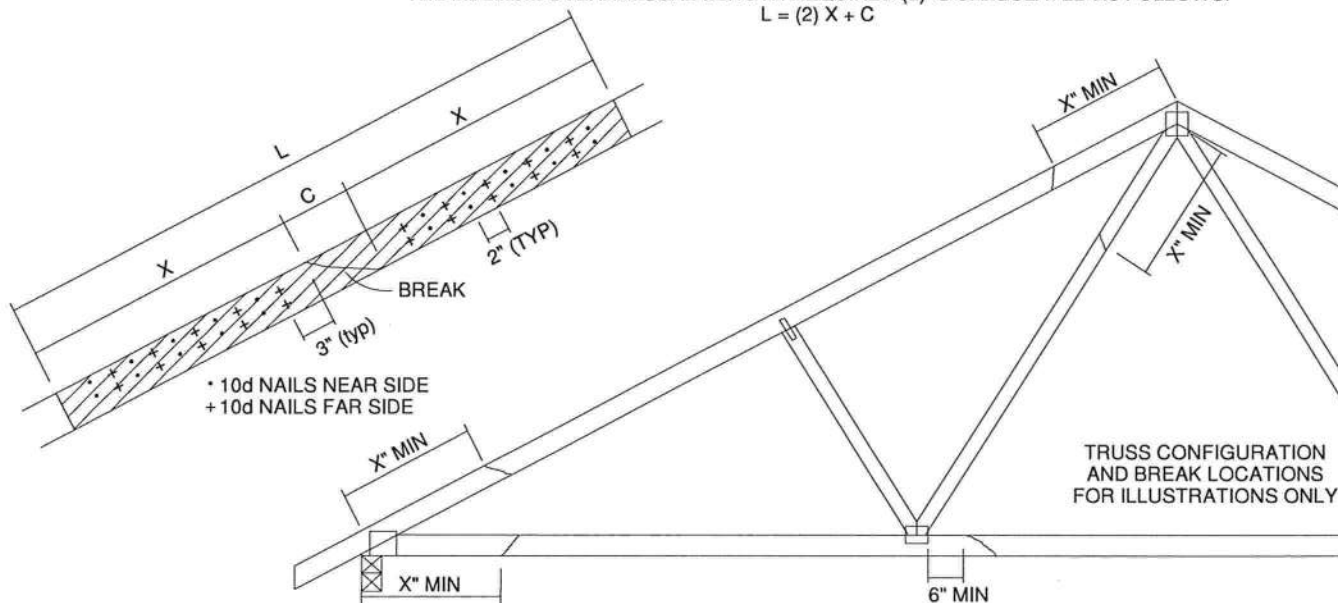 L = (2) X + C
X" MIN
L
X
C
X
2" (TYP)
BREAK
3" (typ)
X" MIN
• 10d NAILS NEAR SIDE
+ 10d NAILS FAR SIDE
X" MIN
TRUSS CONFIGURATION
AND BREAK LOCATIONS
FOR ILLUSTRATIONS ONLY
X" MIN
6" MIN